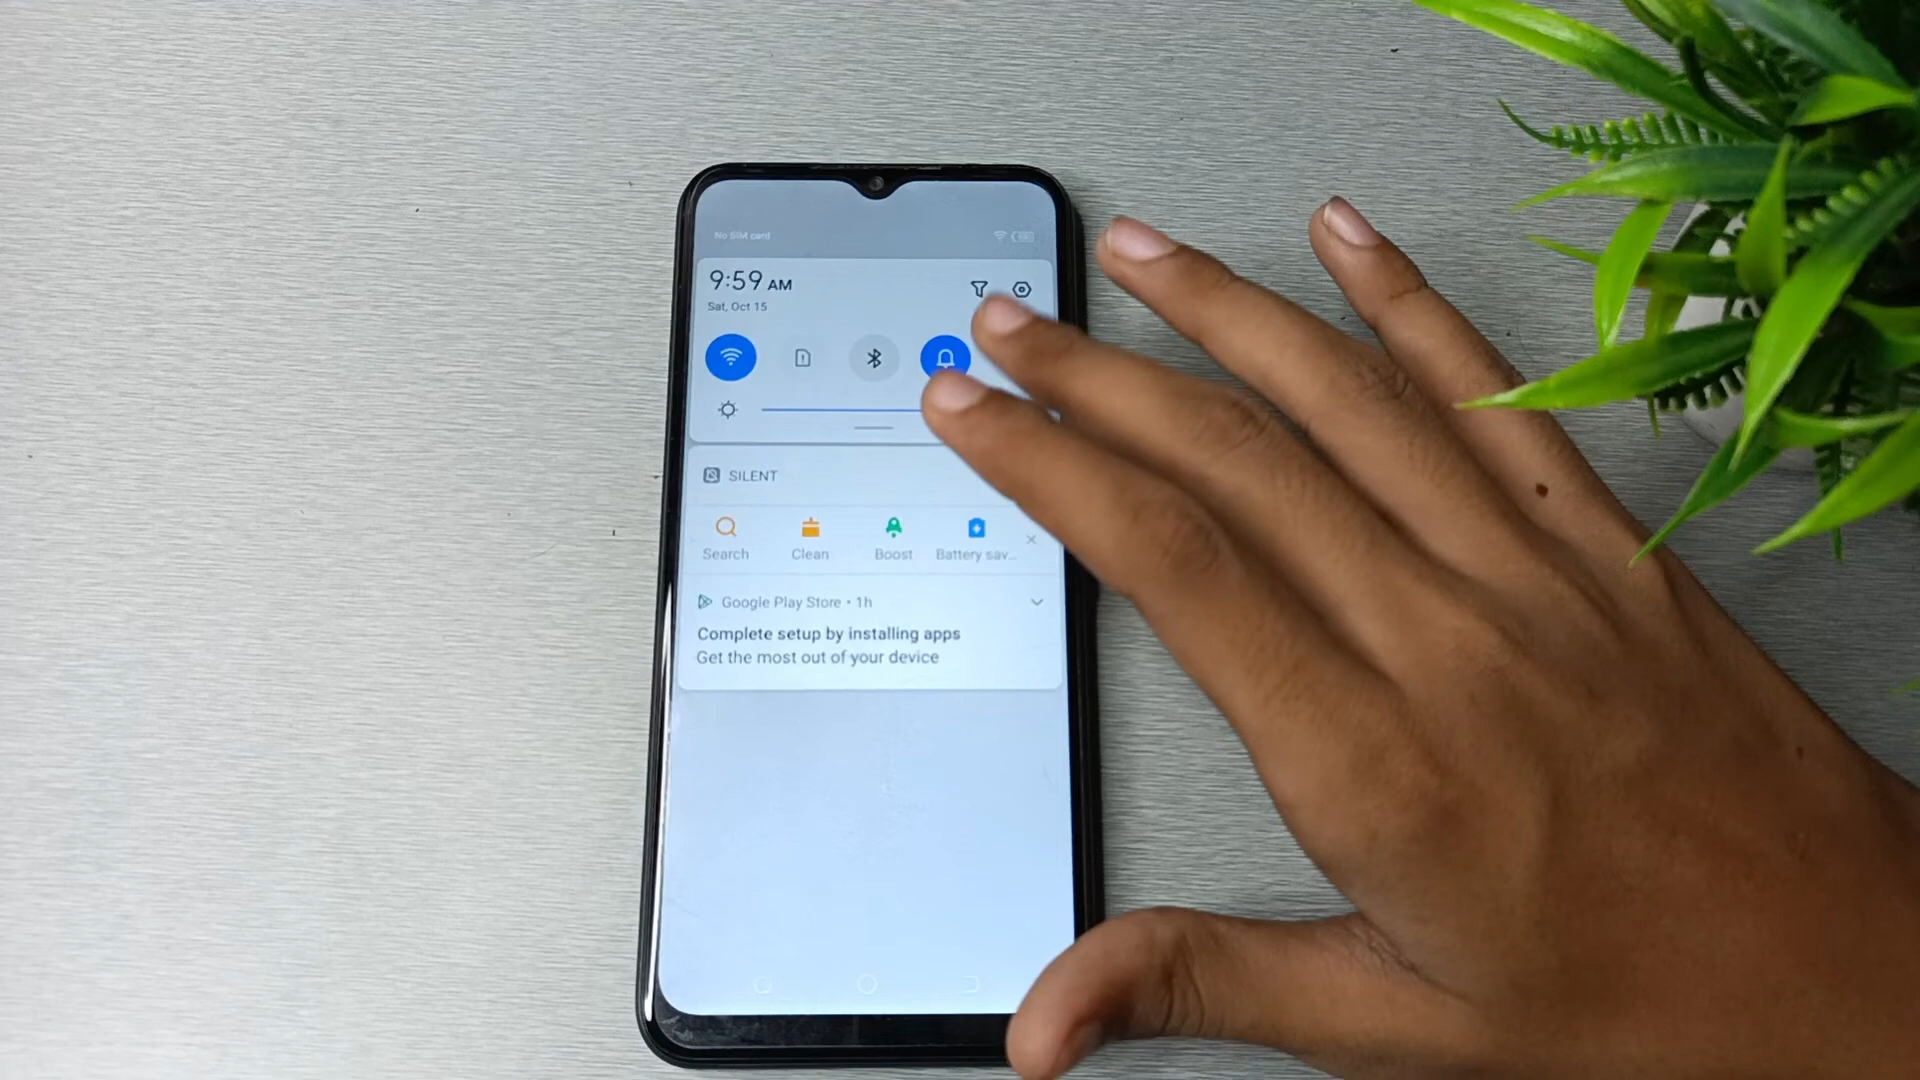 No SIM card
9:59 AM
Sat, Oct 15
SILENT
Search Clean Boost Battery sav...
Google Play Store • 1h
Complete setup by installing apps
Get the most out of your device